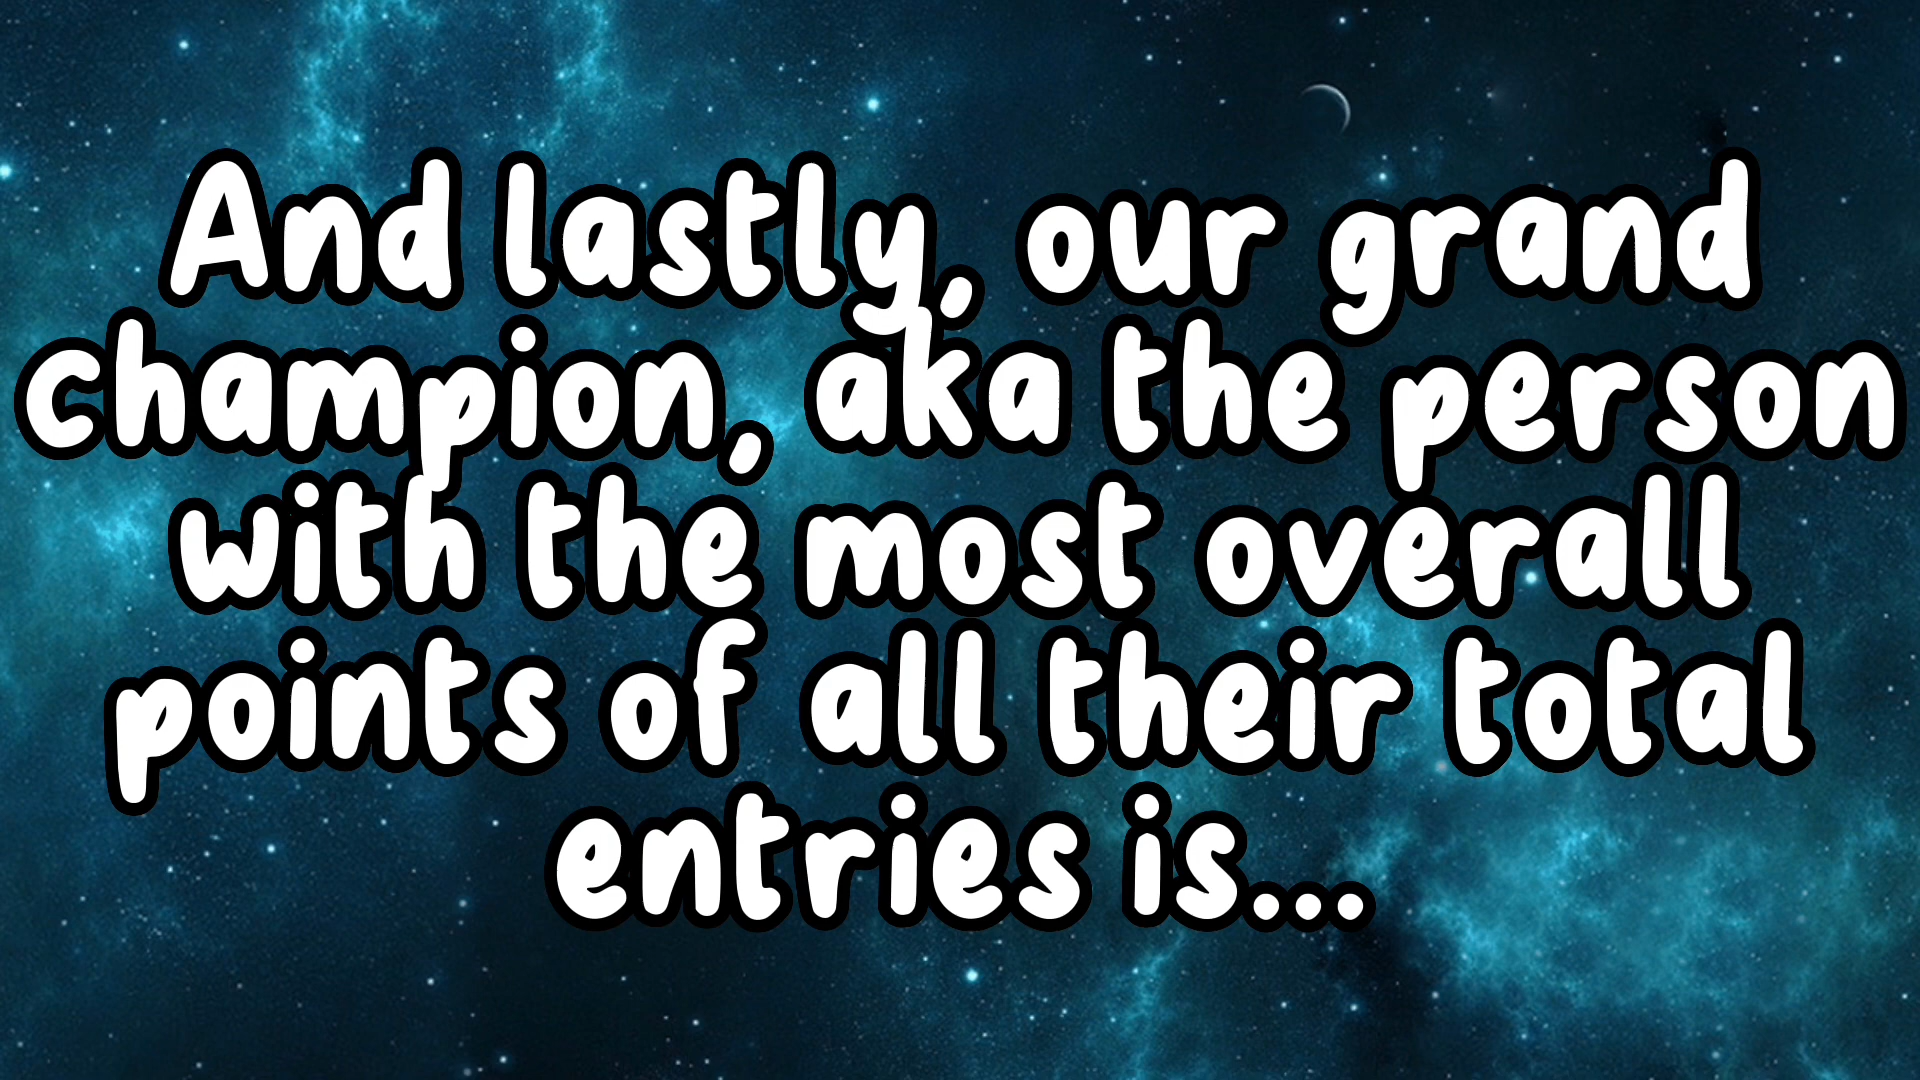 And lastly, our grand
champion, aka the person
with the most overall
points of all their total
entries is...